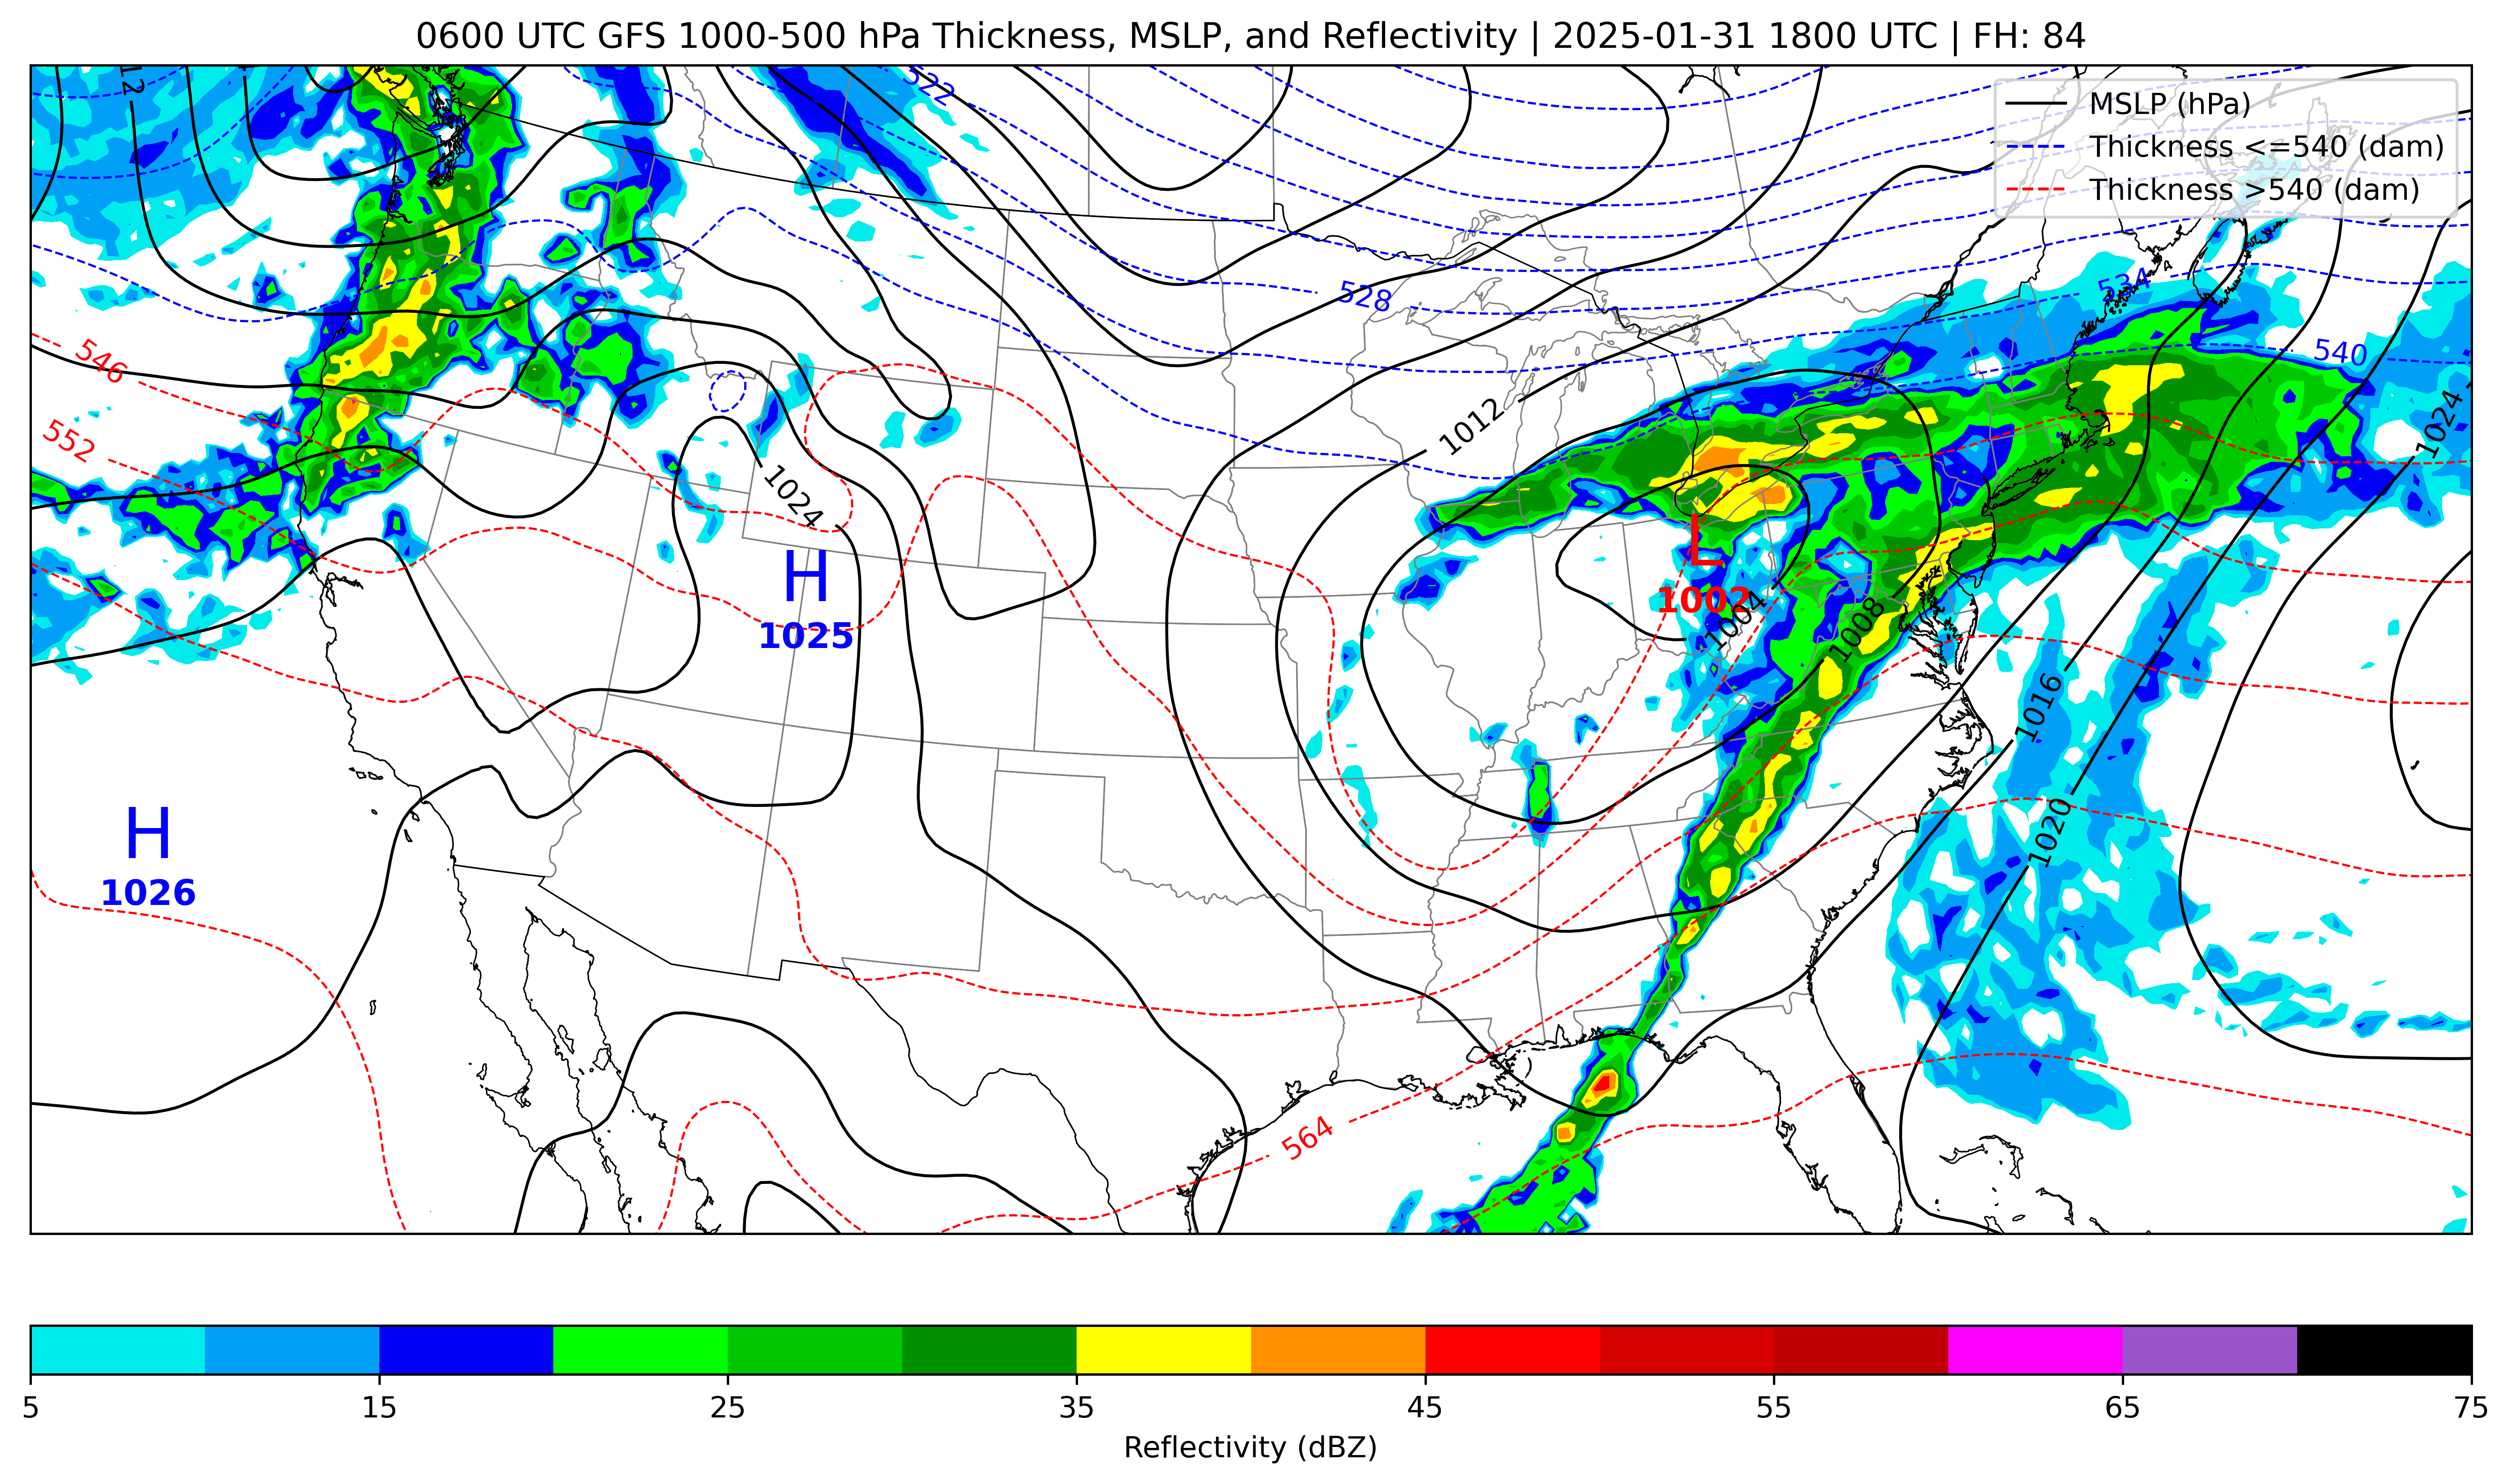 0600 UTC GFS 1000-500 hPa Thickness, MSLP, and Reflectivity | 2025-01-31 1800 UTC | FH: 84
MSLP (hPa)
Thickness <=540 (dam)
Thickness >540 (dam)
522
528
534
540
546
552
1012
1024
1024
H
1025
L
1002
1004
1008
1016
1020
H
1026
564
5 15 25 35 45 55 65 75
Reflectivity (dBZ)